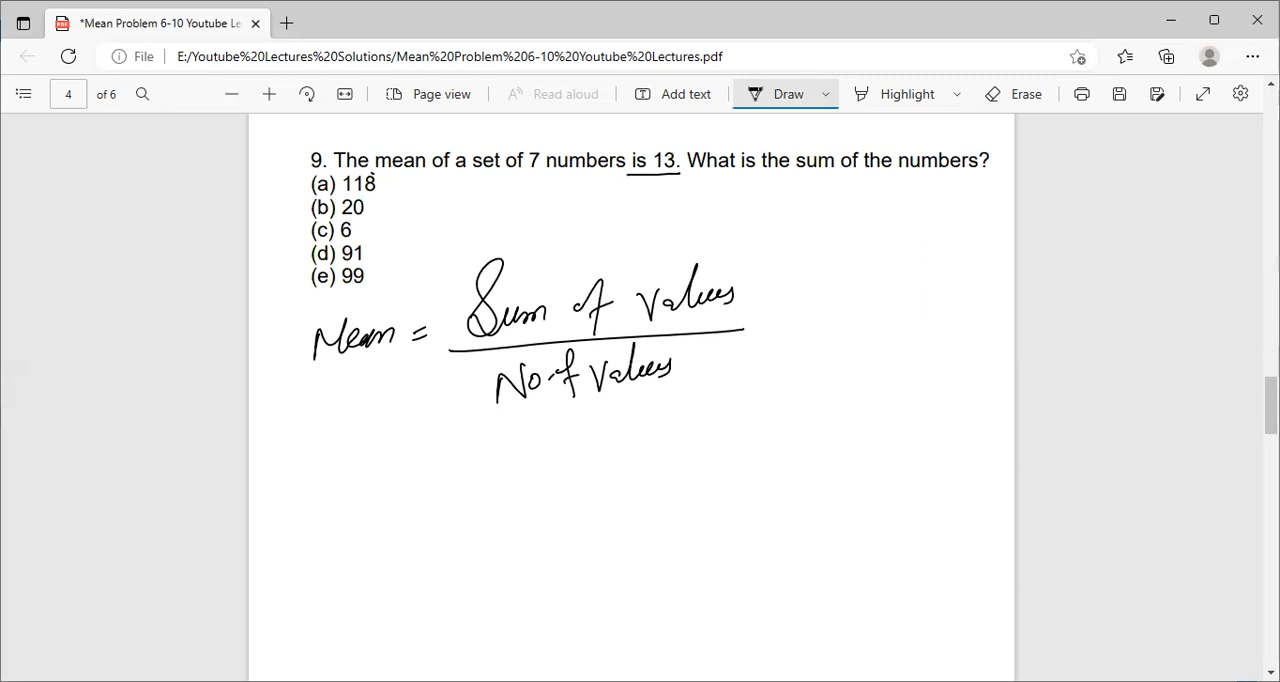 *Mean Problem 6-10 Youtube Le
File E:/Youtube%20Lectures%20Solutions/Mean%20Problem%206-10%20Youtube%20Lectures.pdf
4 of 6 Page view Read aloud Add text Draw Highlight Erase
9. The mean of a set of 7 numbers is 13. What is the sum of the numbers?
(a) 118
(b) 20
(c) 6
(d) 91
(e) 99
Sum of values
Mean =
No of values